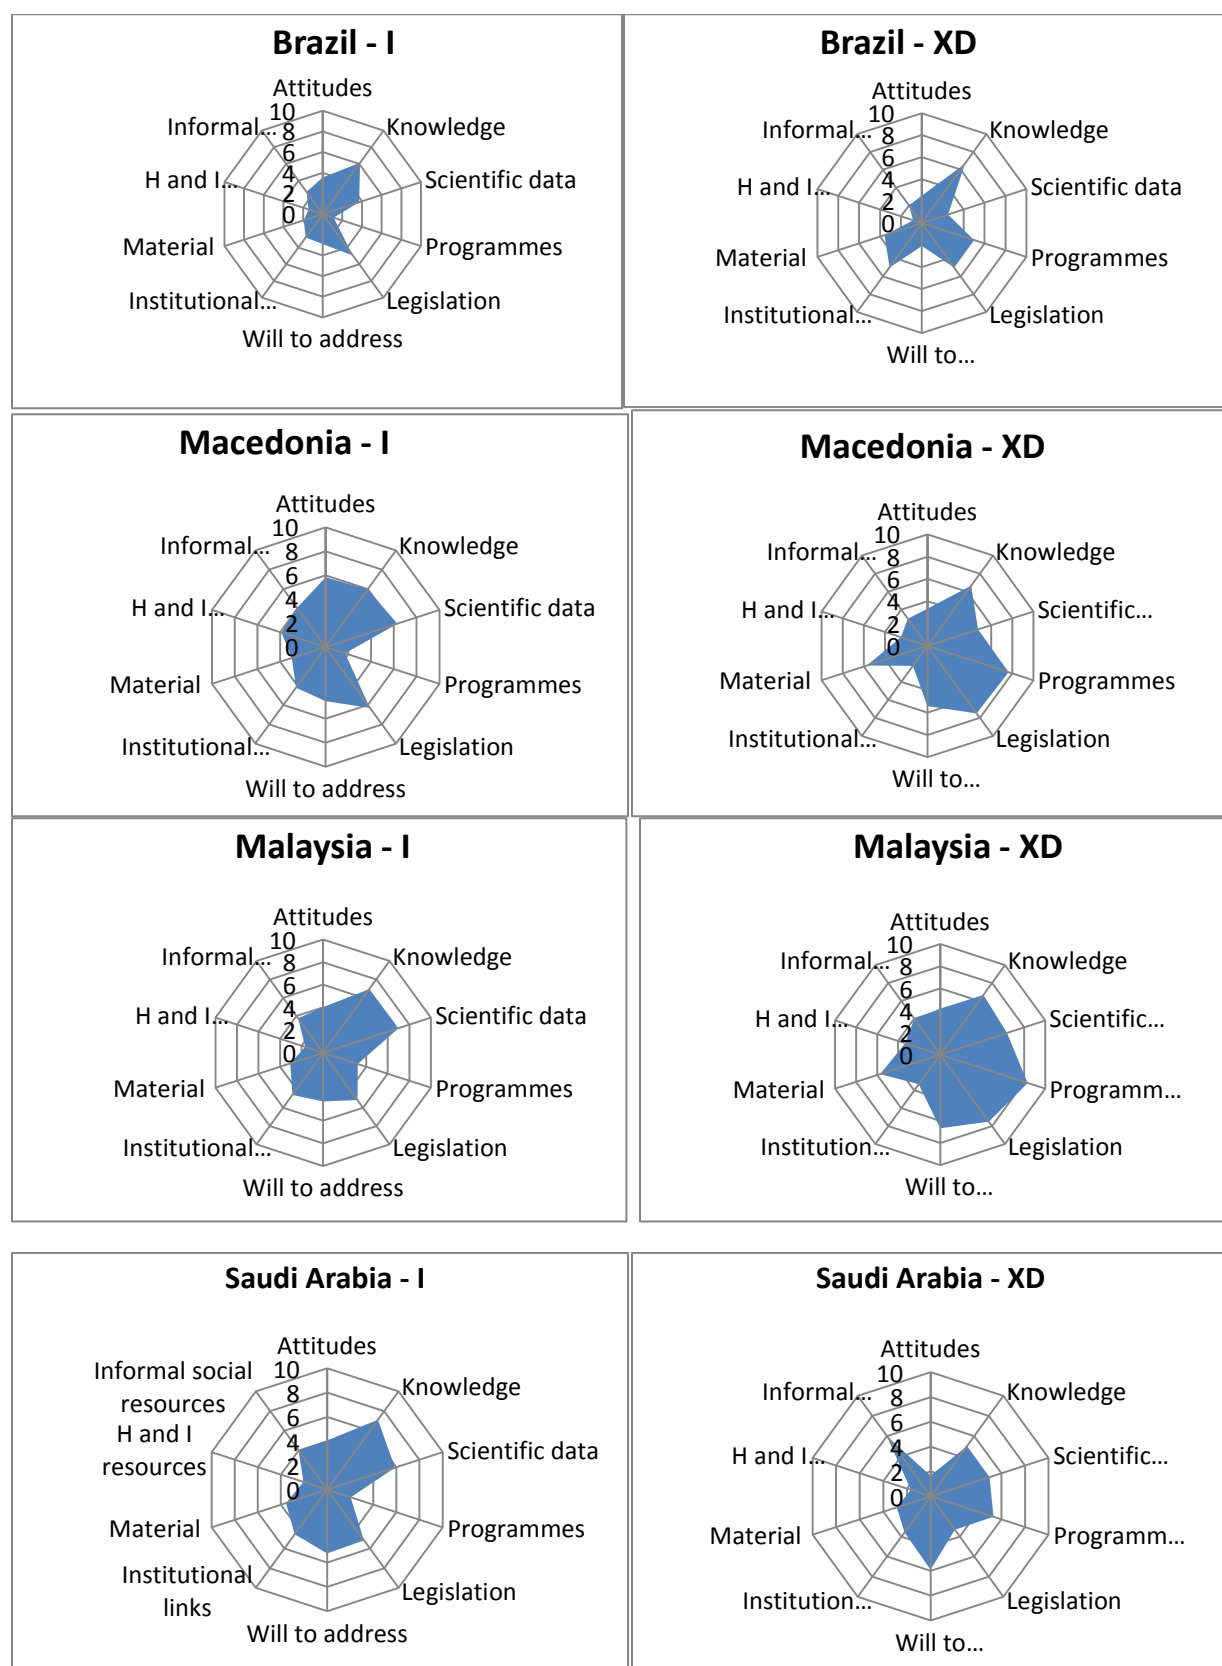 Brazil - I
Attitudes
Knowledge
Scientific data
Programmes
Legislation
Will to address
Institutional...
Material
H and I...
Informal...
10
8
6
4
2
0
Brazil - XD
Attitudes
Knowledge
Scientific data
Programmes
Legislation
Will to...
Institutional...
Material
H and I...
Informal...
10
8
6
4
2
0
Macedonia - I
Attitudes
Knowledge
Scientific data
Programmes
Legislation
Will to address
Institutional...
Material
H and I...
Informal...
10
8
6
4
2
0
Macedonia - XD
Attitudes
Knowledge
Scientific...
Programmes
Legislation
Will to...
Institutional...
Material
H and I...
Informal...
10
8
6
4
2
0
Malaysia - I
Attitudes
Knowledge
Scientific data
Programmes
Legislation
Will to address
Institutional...
Material
H and I...
Informal...
10
8
6
4
2
0
Malaysia - XD
Attitudes
Knowledge
Scientific...
Programm...
Legislation
Will to...
Institution...
Material
H and I...
Informal...
10
8
6
4
2
0
Saudi Arabia - I
Attitudes
Knowledge
Scientific data
Programmes
Legislation
Will to address
Institutional
links
Material
H and I
resources
Informal social
resources
10
8
6
4
2
0
Saudi Arabia - XD
Attitudes
Knowledge
Scientific...
Programm...
Legislation
Will to...
Institution...
Material
H and I...
Informal...
10
8
6
4
2
0